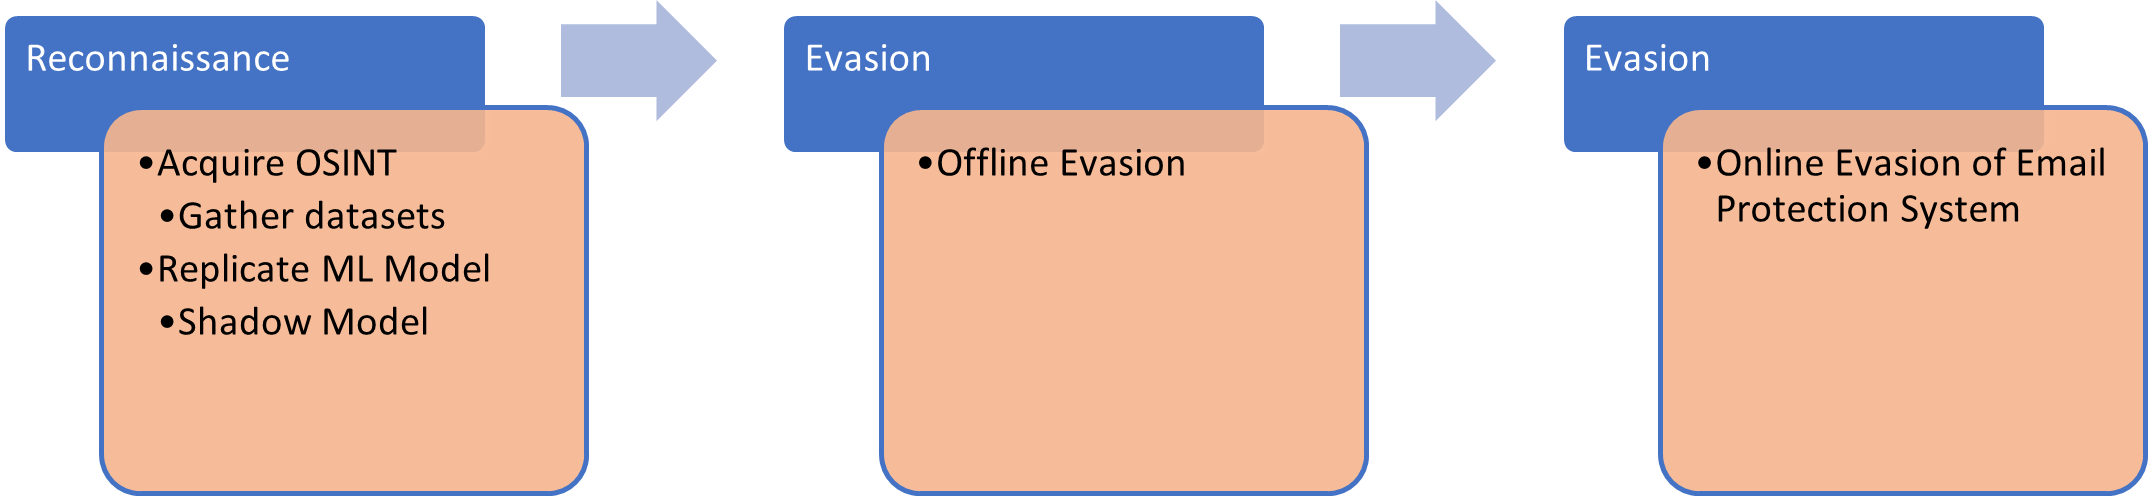 Reconnaissance
•Acquire OSINT
•Gather datasets
•Replicate ML Model
•Shadow Model
Evasion
•Offline Evasion
Evasion
•Online Evasion of Email
Protection System